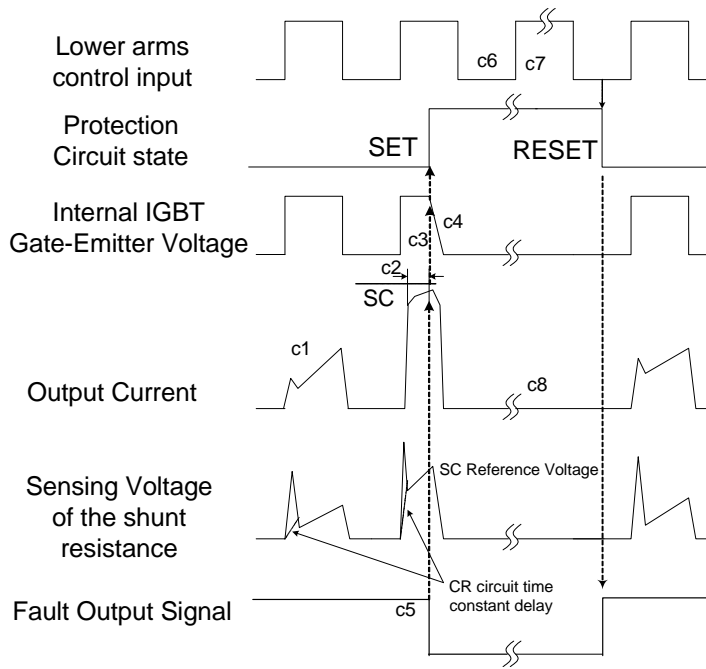 Lower arms
control input
c6
c7
Protection
Circuit state
SET
RESET
Internal IGBT
Gate-Emitter Voltage
c4
c3
c2
SC
c1
Output Current
c8
SC Reference Voltage
Sensing Voltage
of the shunt
resistance
CR circuit time
constant delay
Fault Output Signal
c5